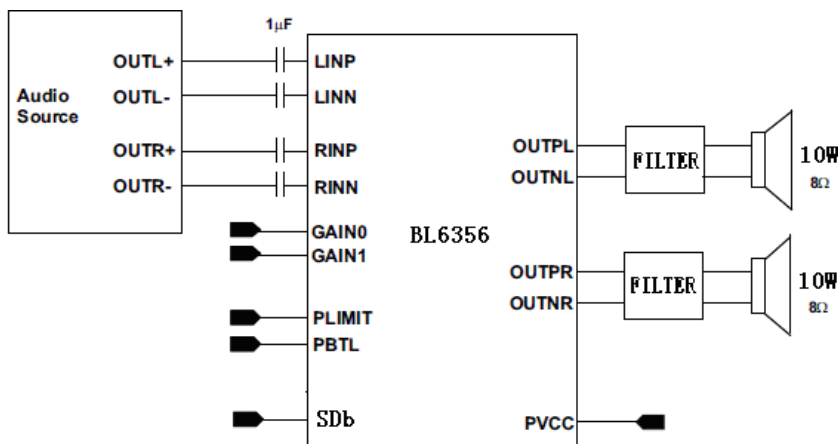 1µF
Audio
Source
OUTL+
OUTL-
OUTR+
OUTR-
LINP
LINN
RINP
RINN
GAIN0
GAIN1
PLIMIT
PBTL
SDb
BL6356
OUTPL
OUTNL
OUTPR
OUTNR
PVCC
FILTER
10W
8Ω
FILTER
10W
8Ω